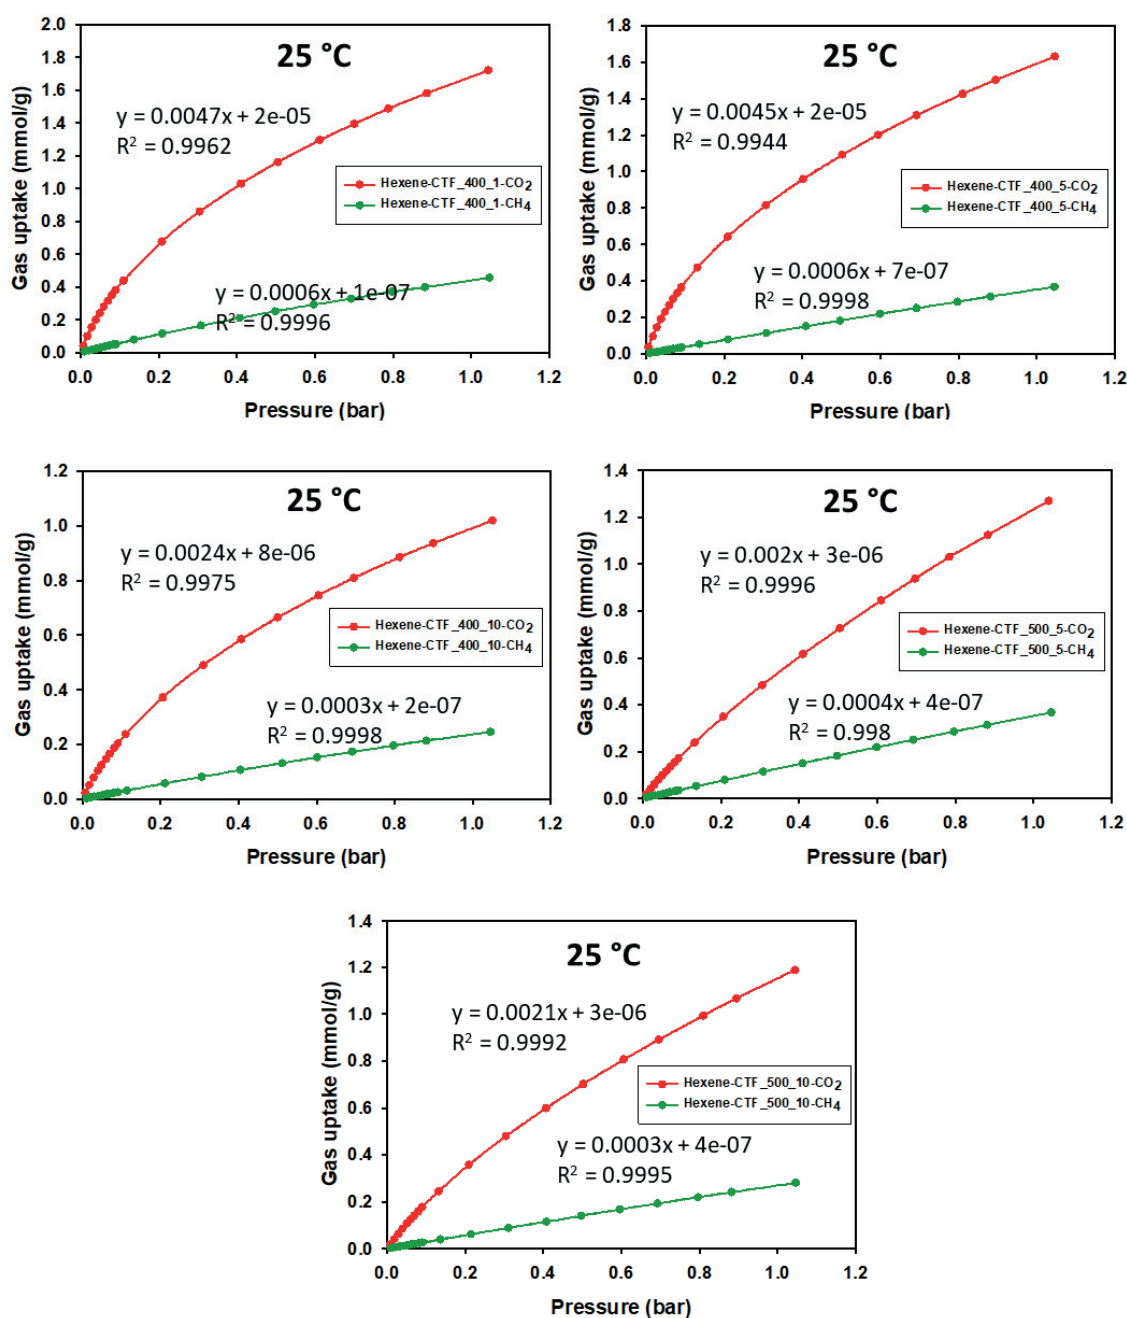 2.0
1.8
1.6
1.4
1.2
1.0
0.8
0.6
0.4
0.2
0.0
Gas uptake (mmol/g)
25 °C
y = 0.0047x + 2e-05
R² = 0.9962
Hexene-CTF_400_1-CO₂
Hexene-CTF_400_1-CH₄
y = 0.0006x + 1e-07
R² = 0.9996
0.0 0.2 0.4 0.6 0.8 1.0 1.2
Pressure (bar)
1.8
1.6
1.4
1.2
1.0
0.8
0.6
0.4
0.2
0.0
Gas uptake (mmol/g)
25 °C
y = 0.0045x + 2e-05
R² = 0.9944
Hexene-CTF_400_5-CO₂
Hexene-CTF_400_5-CH₄
y = 0.0006x + 7e-07
R² = 0.9998
0.0 0.2 0.4 0.6 0.8 1.0 1.2
Pressure (bar)
1.2
1.0
0.8
0.6
0.4
0.2
0.0
Gas uptake (mmol/g)
25 °C
y = 0.0024x + 8e-06
R² = 0.9975
Hexene-CTF_400_10-CO₂
Hexene-CTF_400_10-CH₄
y = 0.0003x + 2e-07
R² = 0.9998
0.0 0.2 0.4 0.6 0.8 1.0 1.2
Pressure (bar)
1.4
1.2
1.0
0.8
0.6
0.4
0.2
0.0
Gas uptake (mmol/g)
25 °C
y = 0.002x + 3e-06
R² = 0.9996
Hexene-CTF_500_5-CO₂
Hexene-CTF_500_5-CH₄
y = 0.0004x + 4e-07
R² = 0.998
0.0 0.2 0.4 0.6 0.8 1.0 1.2
Pressure (bar)
1.4
1.2
1.0
0.8
0.6
0.4
0.2
0.0
Gas uptake (mmol/g)
25 °C
y = 0.0021x + 3e-06
R² = 0.9992
Hexene-CTF_500_10-CO₂
Hexene-CTF_500_10-CH₄
y = 0.0003x + 4e-07
R² = 0.9995
0.0 0.2 0.4 0.6 0.8 1.0 1.2
Pressure (bar)